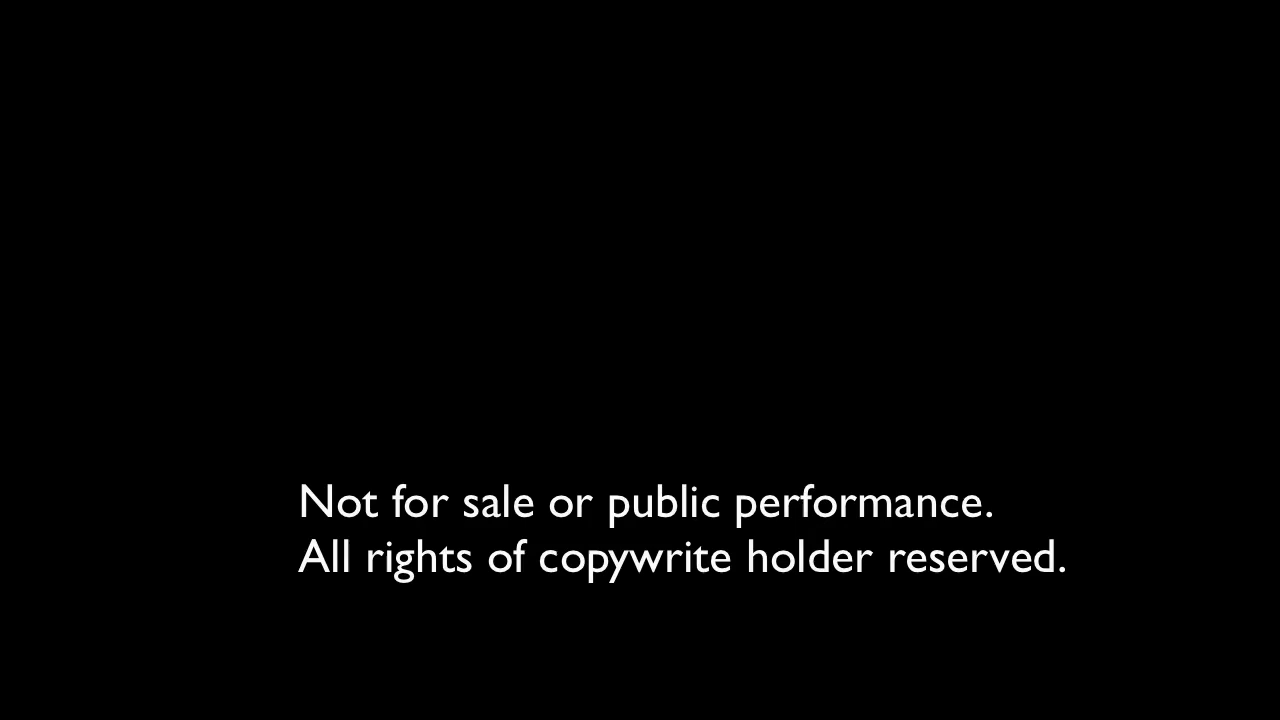 Not for sale or public performance.
All rights of copywrite holder reserved.